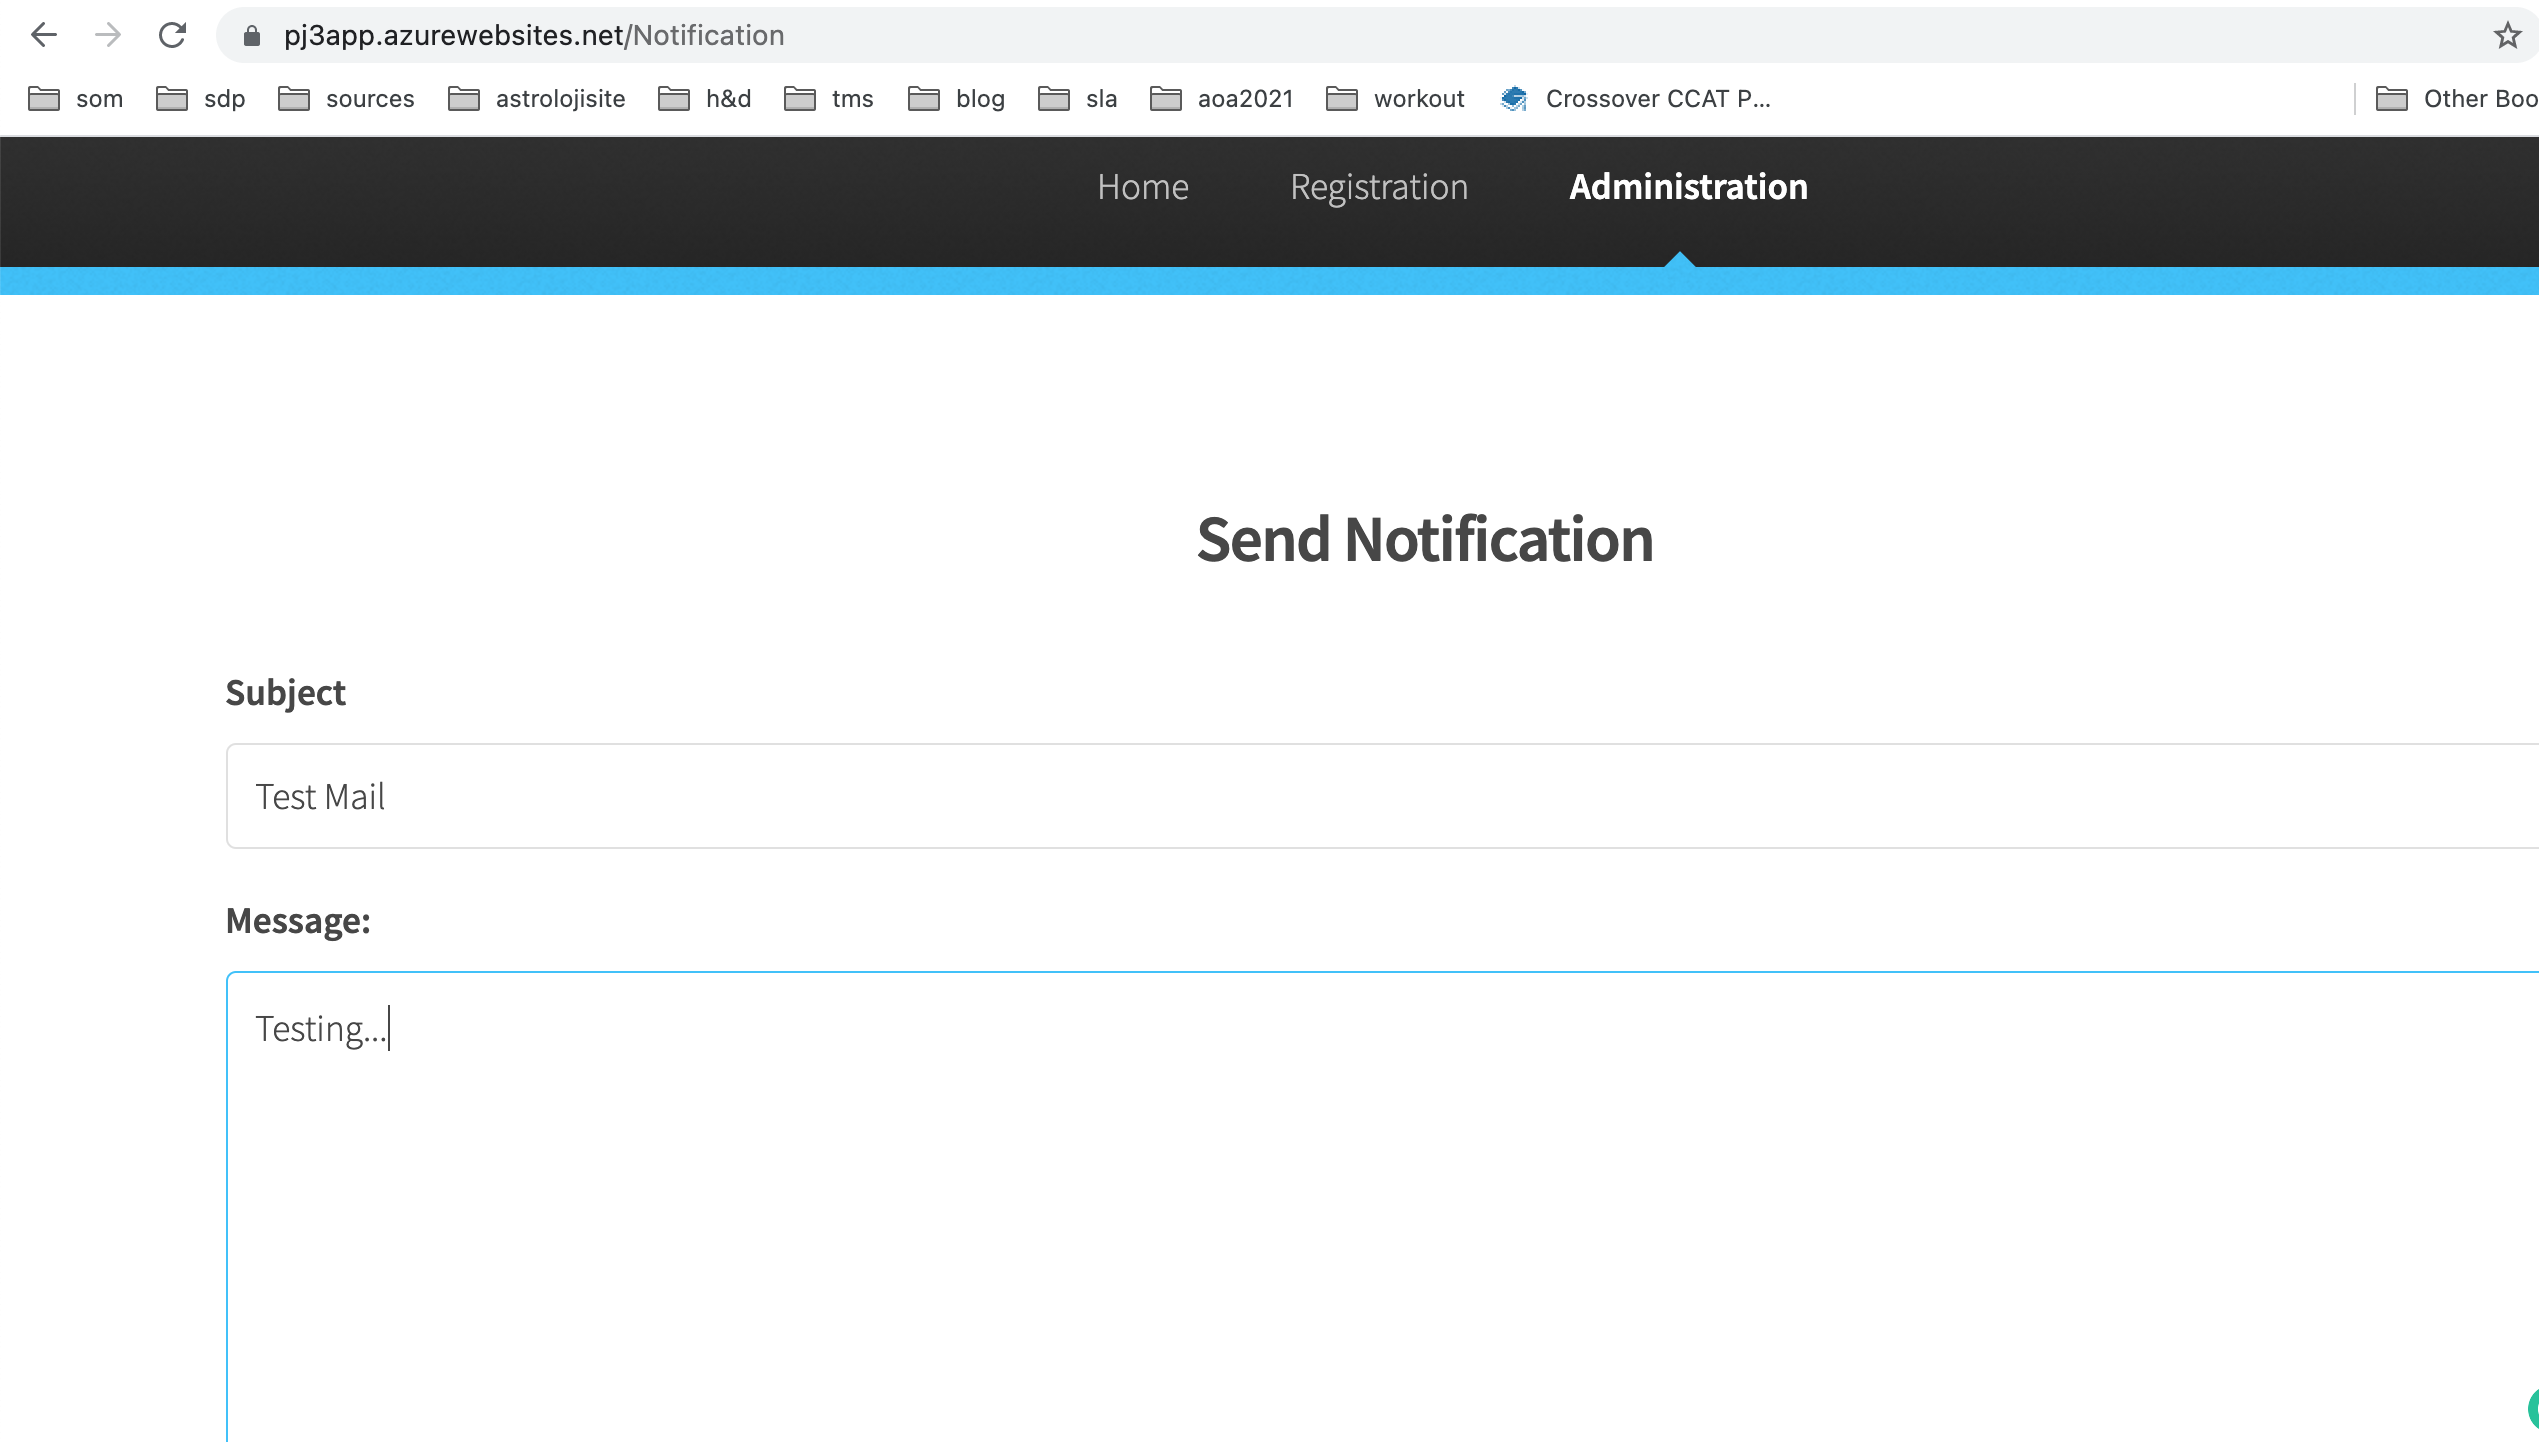 pj3app.azurewebsites.net/Notification
som sdp sources astrolojisite h&d tms blog sla aoa2021 workout Crossover CCAT P... Other Boo
Home Registration Administration
Send Notification
Subject
Test Mail
Message:
Testing...